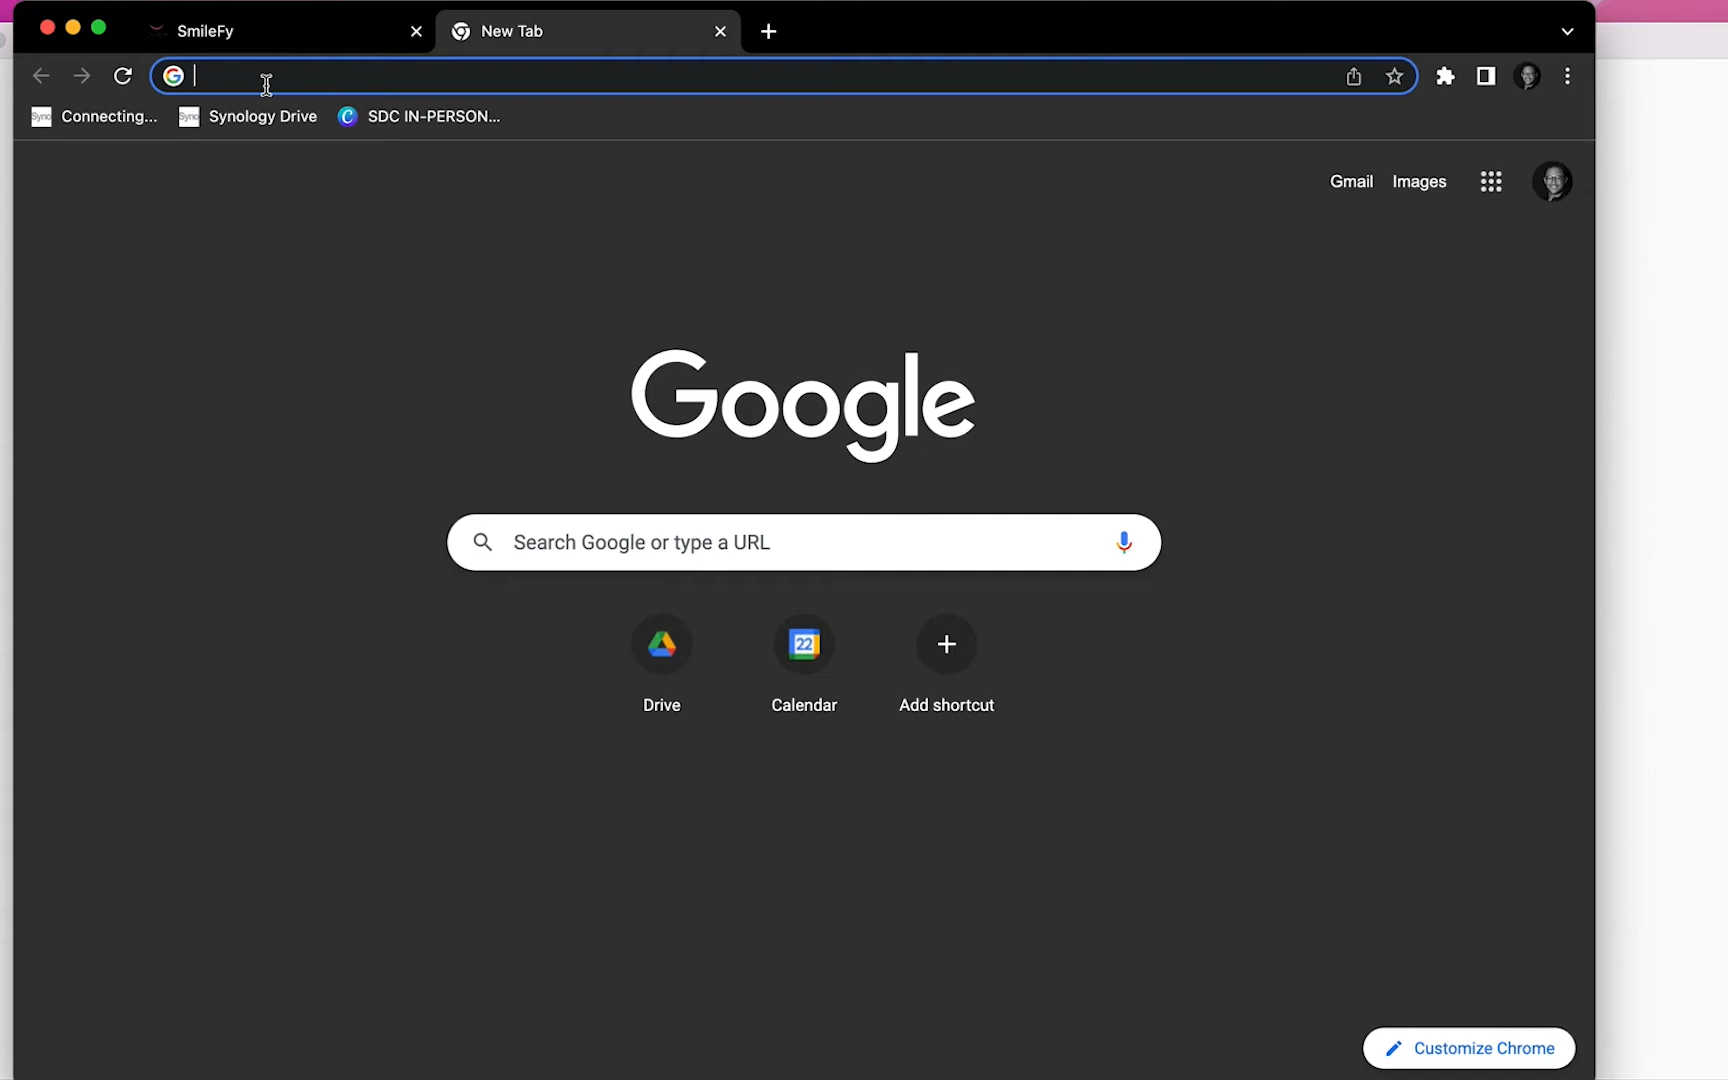 SmileFy
New Tab
Connecting...
Synology Drive
SDC IN-PERSON...
Gmail
Images
Google
Search Google or type a URL
22
Drive
Calendar
Add shortcut
Customize Chrome